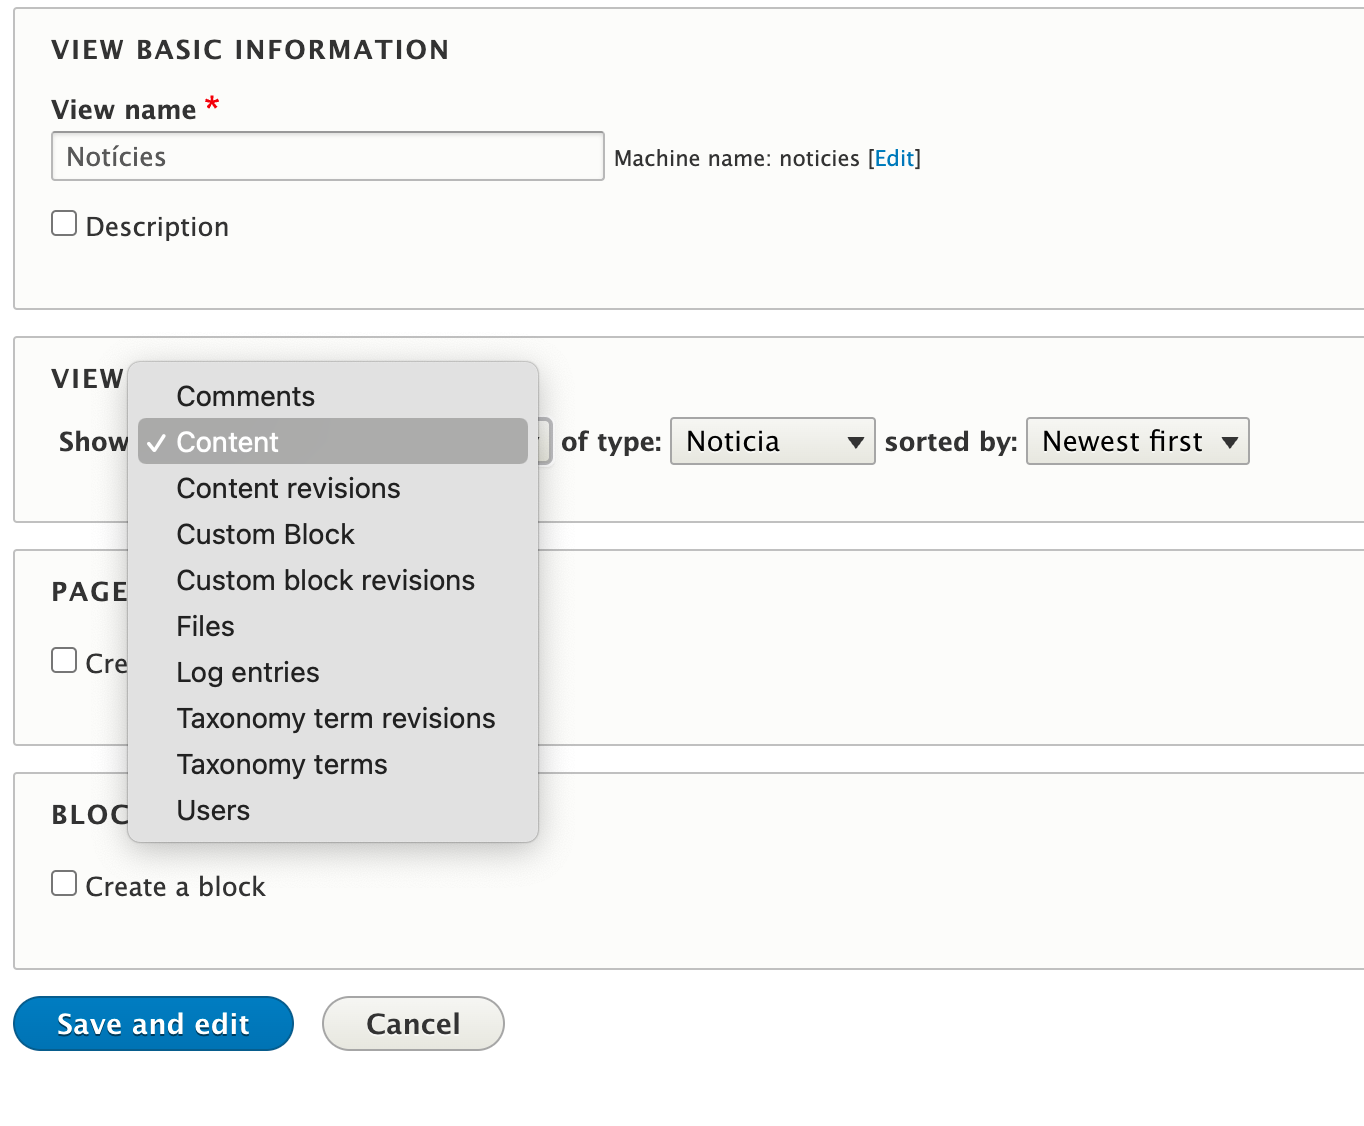 VIEW BASIC INFORMATION
View name *
Notícies Machine name: noticies [Edit]
Description
VIEW
Show Content of type: Noticia sorted by: Newest first
Comments
✓ Content
Content revisions
Custom Block
Custom block revisions
Files
Log entries
Taxonomy term revisions
Taxonomy terms
Users
PAGE
Cre
BLOC
Create a block
Save and edit Cancel